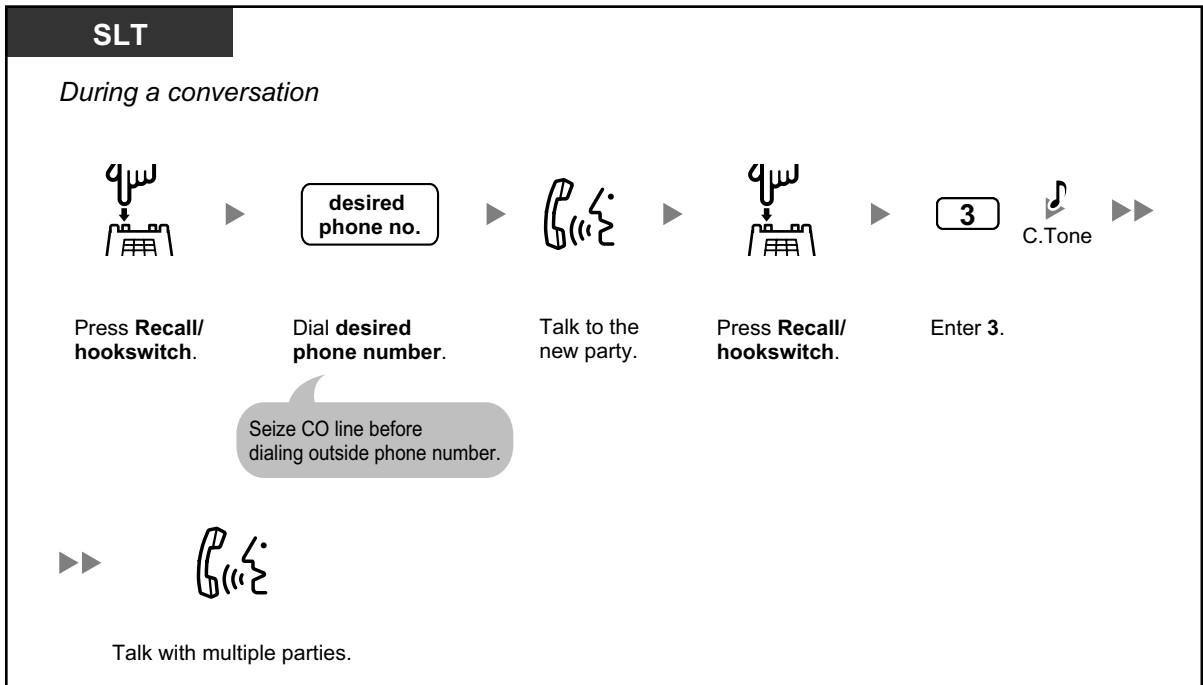 SLT
During a conversation
desired
phone no.
3
C.Tone
Press Recall/
hookswitch.
Dial desired
phone number.
Talk to the
new party.
Press Recall/
hookswitch.
Enter 3.
Seize CO line before
dialing outside phone number.
Talk with multiple parties.